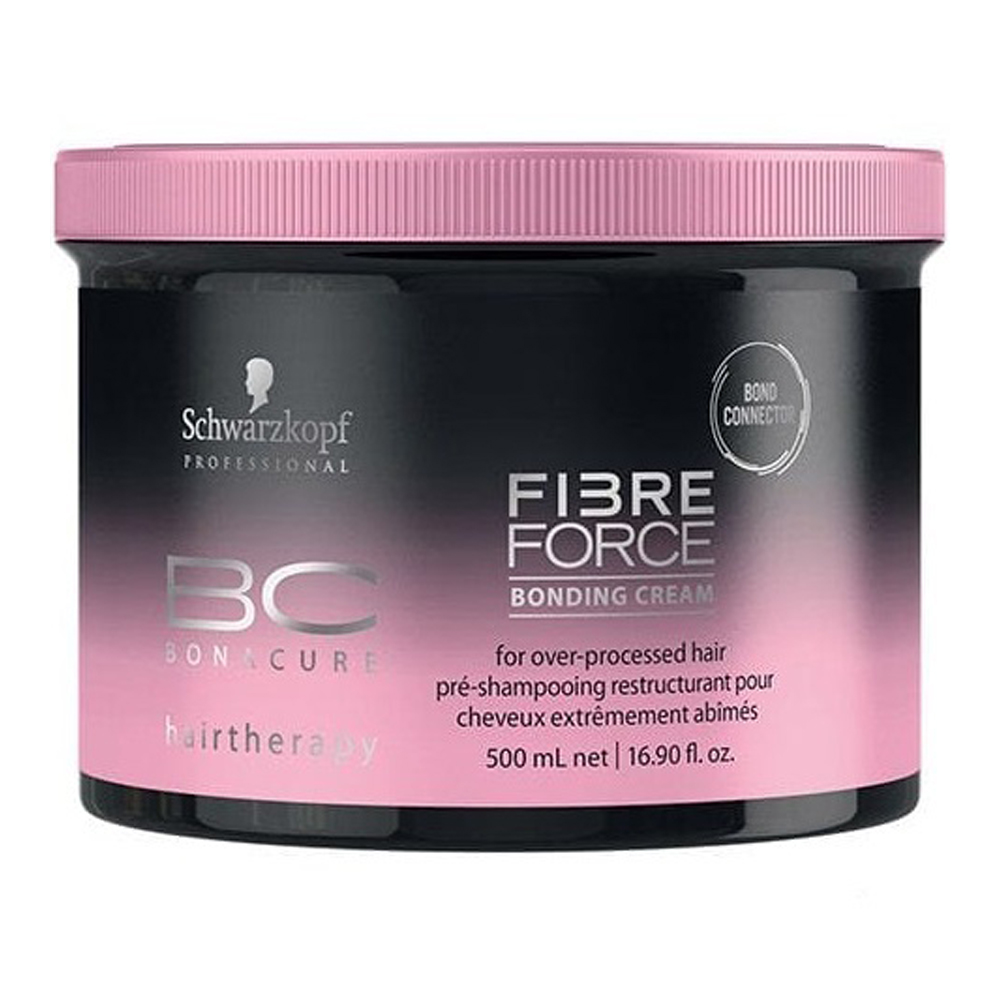 Schwarzkopf
PROFESSIONAL
BC
BONACURE
hairtherapy
BOND
CONNECTOR
FIBRE
FORCE
BONDING CREAM
for over-processed hair
pré-shampooing restructurant pour
cheveux extrêmement abîmés
500 mL net | 16.90 fl. oz.